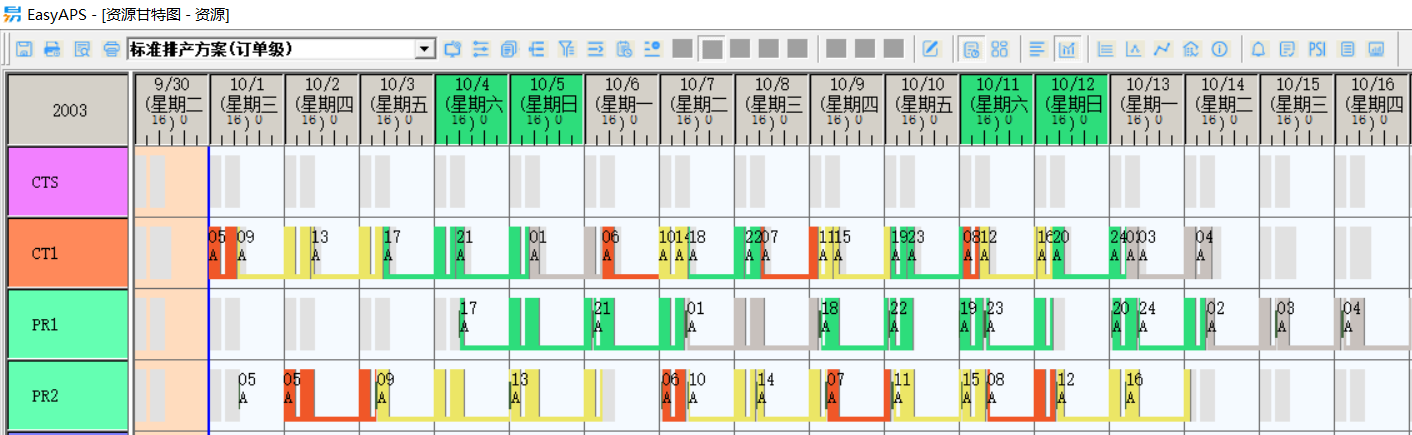 EasyAPS - [资源甘特图 - 资源]
标准排产方案(订单级)
PSI
2003
9/30 10/1 10/2 10/3 10/4 10/5 10/6 10/7 10/8 10/9 10/10 10/11 10/12 10/13 10/14 10/15 10/16
(星期二 (星期三 (星期四 (星期五 (星期六 (星期日 (星期一 (星期二 (星期三 (星期四 (星期五 (星期六 (星期日 (星期一 (星期二 (星期三 (星期四
16)0 16)0 16)0 16)0 16)0 16)0 16)0 16)0 16)0 16)0 16)0 16)0 16)0 16)0 16)0 16)0 16)0
CTS
05 09 13 17 21 01 06 10 14 18 22 07 11 15 19 23 08 12 16 20 24 03 04
CT1
A A A A A A A A A A A A A A A A A A A A A A A
17 21 01 18 22 19 23 20 24 02 03 04
PR1
A A A A A A A A A A A A
05 05 09 13 06 10 14 07 11 15 08 12 16
PR2
A A A A A A A A A A A A A